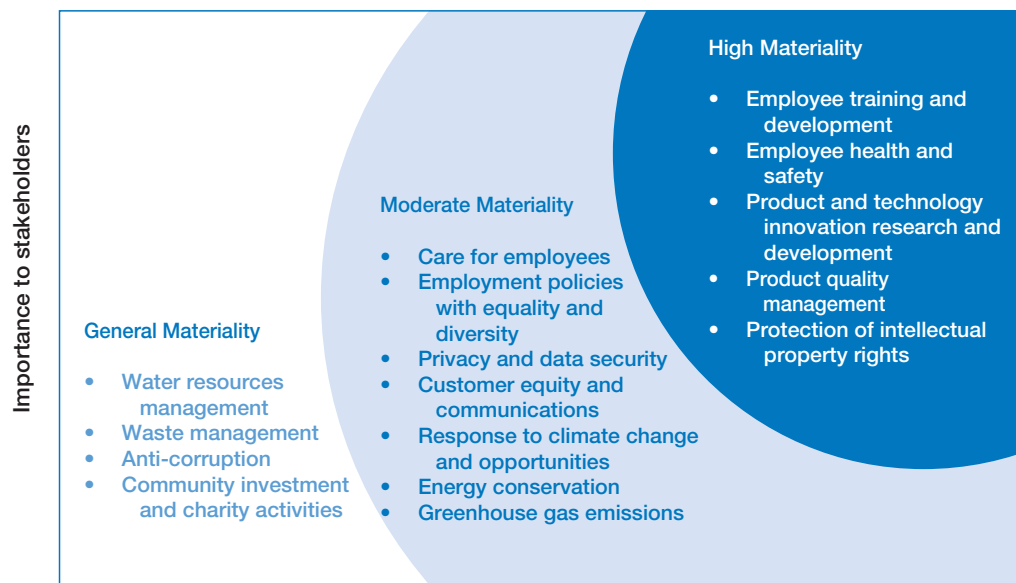 Importance to stakeholders
General Materiality
• Water resources
management
• Waste management
• Anti-corruption
• Community investment
and charity activities
Moderate Materiality
• Care for employees
• Employment policies
with equality and
diversity
• Privacy and data security
• Customer equity and
communications
• Response to climate change
and opportunities
• Energy conservation
• Greenhouse gas emissions
High Materiality
• Employee training and
development
• Employee health and
safety
• Product and technology
innovation research and
development
• Product quality
management
• Protection of intellectual
property rights